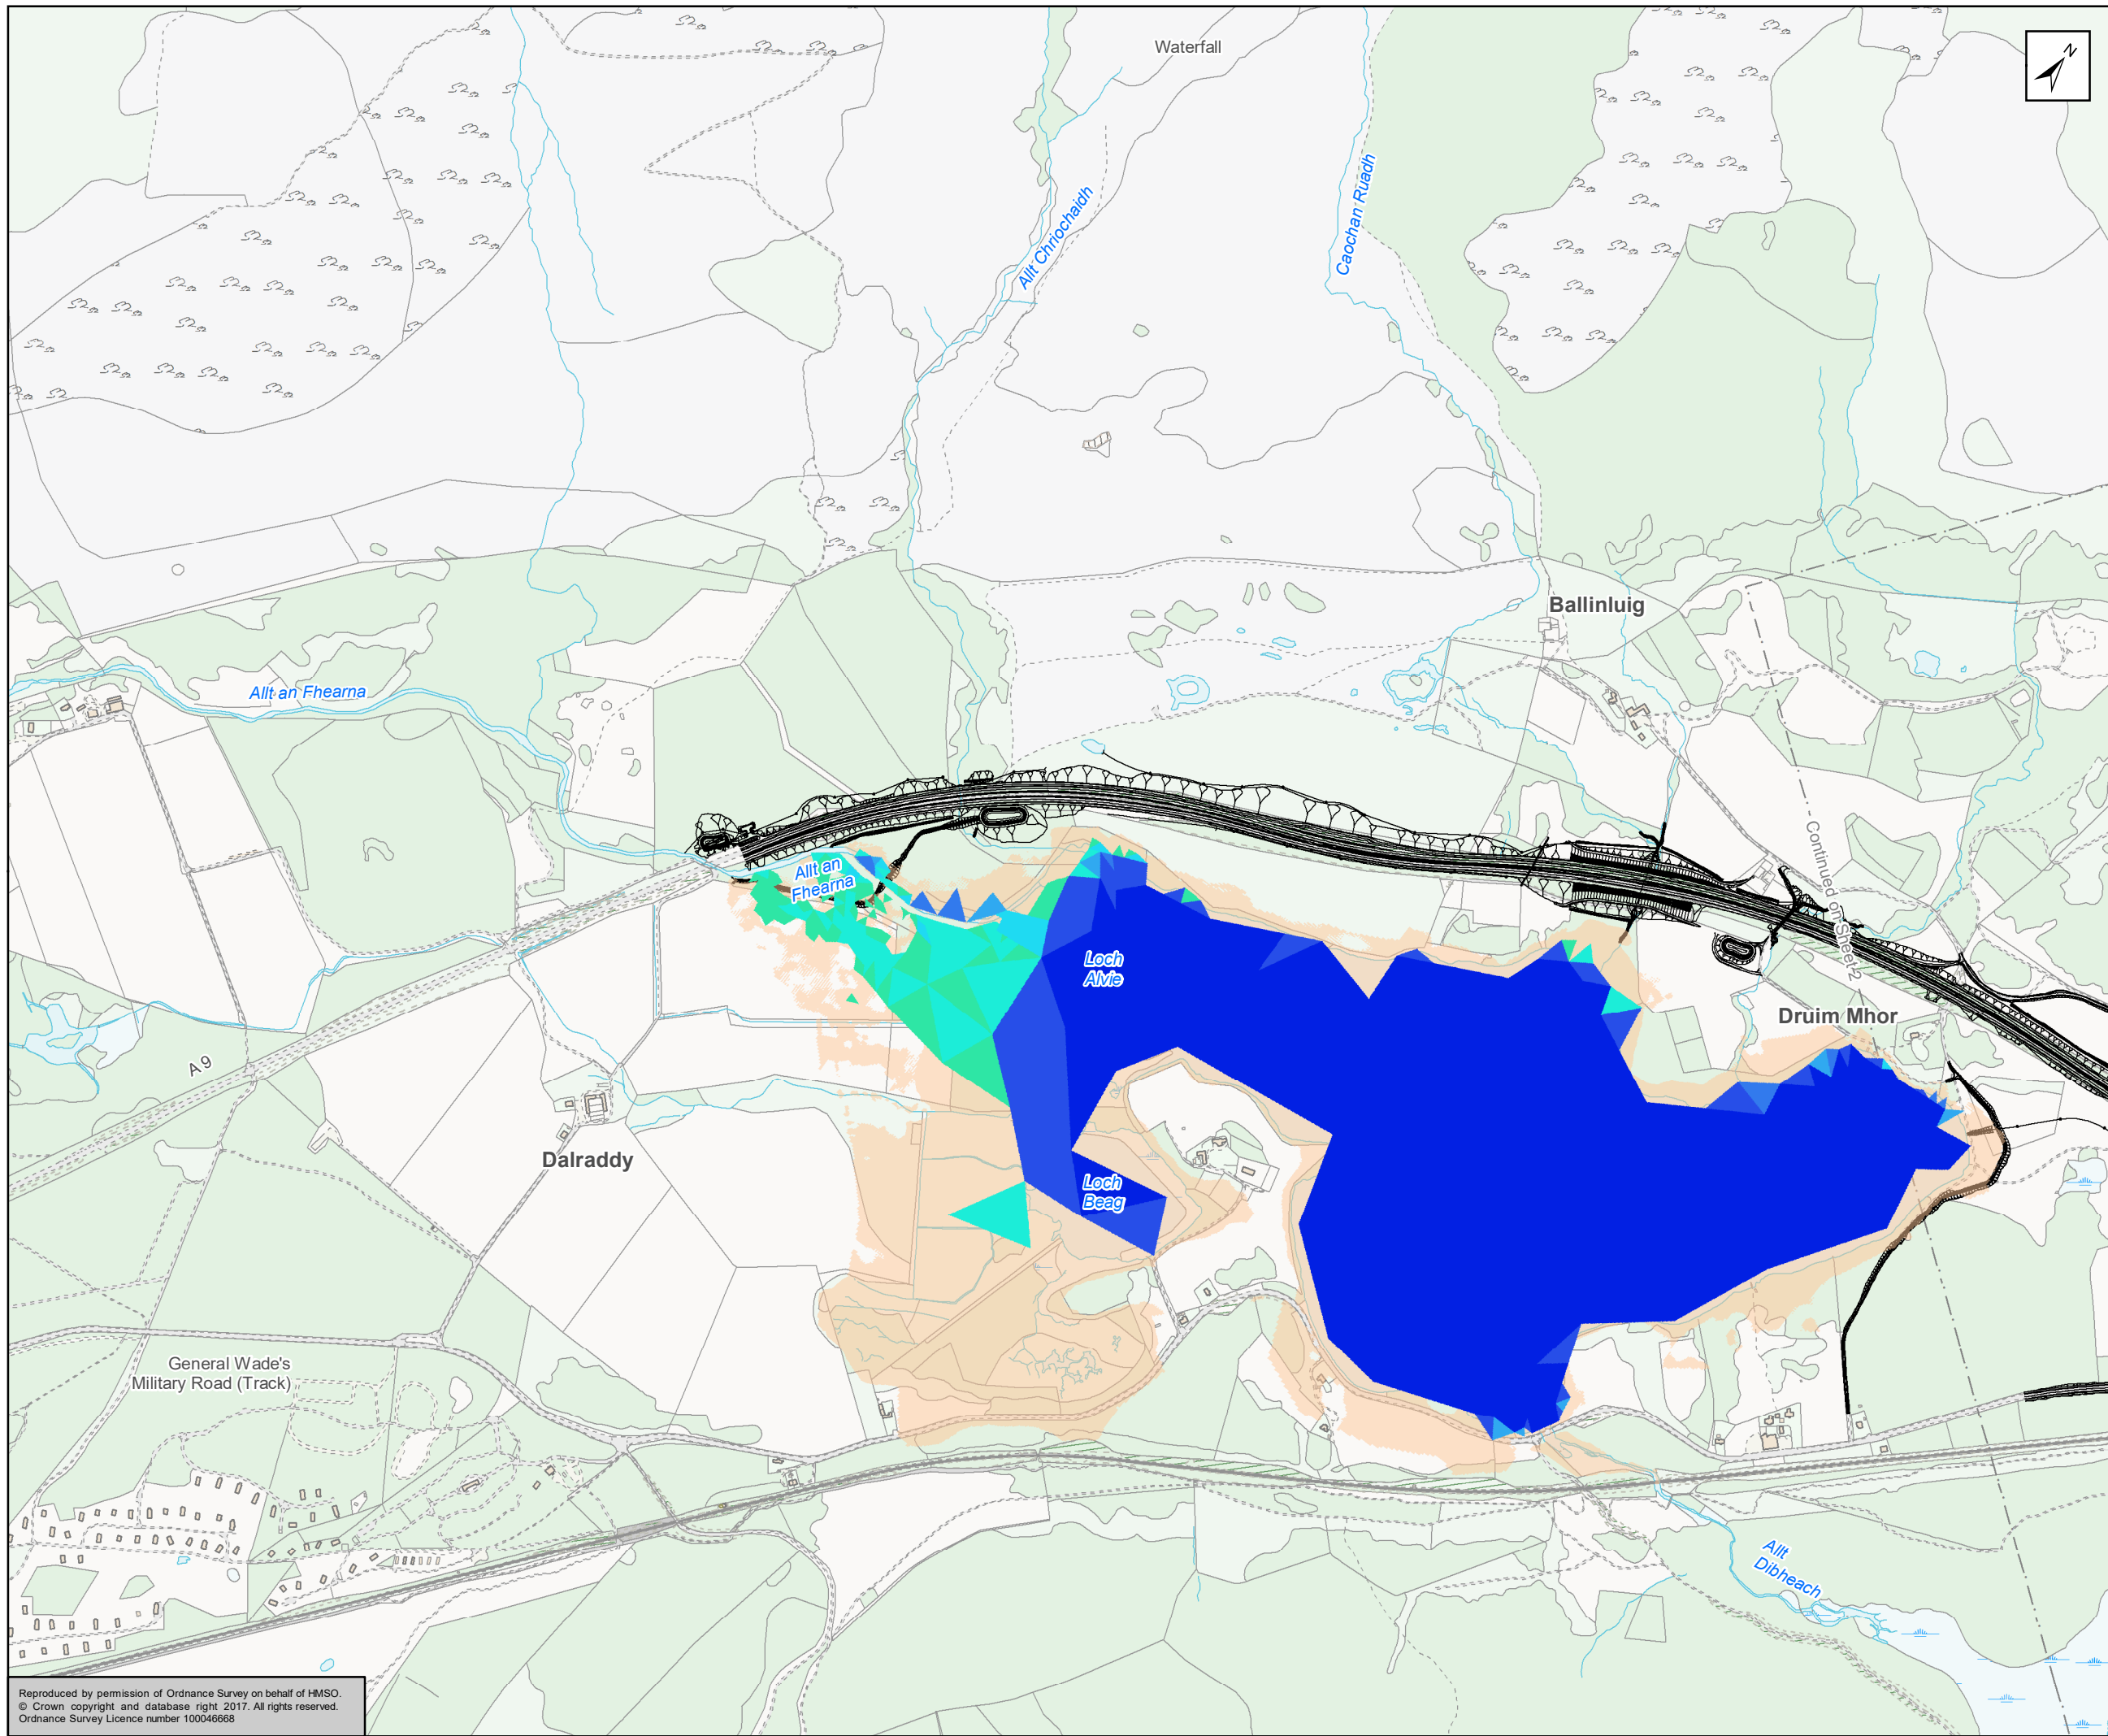 Waterfall
N
Allt Chriochaidh
Caochan Ruadh
Ballinluig
Allt an Fhearna
Continued on Sheet 2
Allt an
Fhearna
Loch
Alvie
Druim Mhor
A 9
Dalraddy
Loch
Beag
General Wade's
Military Road (Track)
Allt
Dibheach
Reproduced by permission of Ordnance Survey on behalf of HMSO.
© Crown copyright and database right 2017. All rights reserved.
Ordnance Survey Licence number 100046668